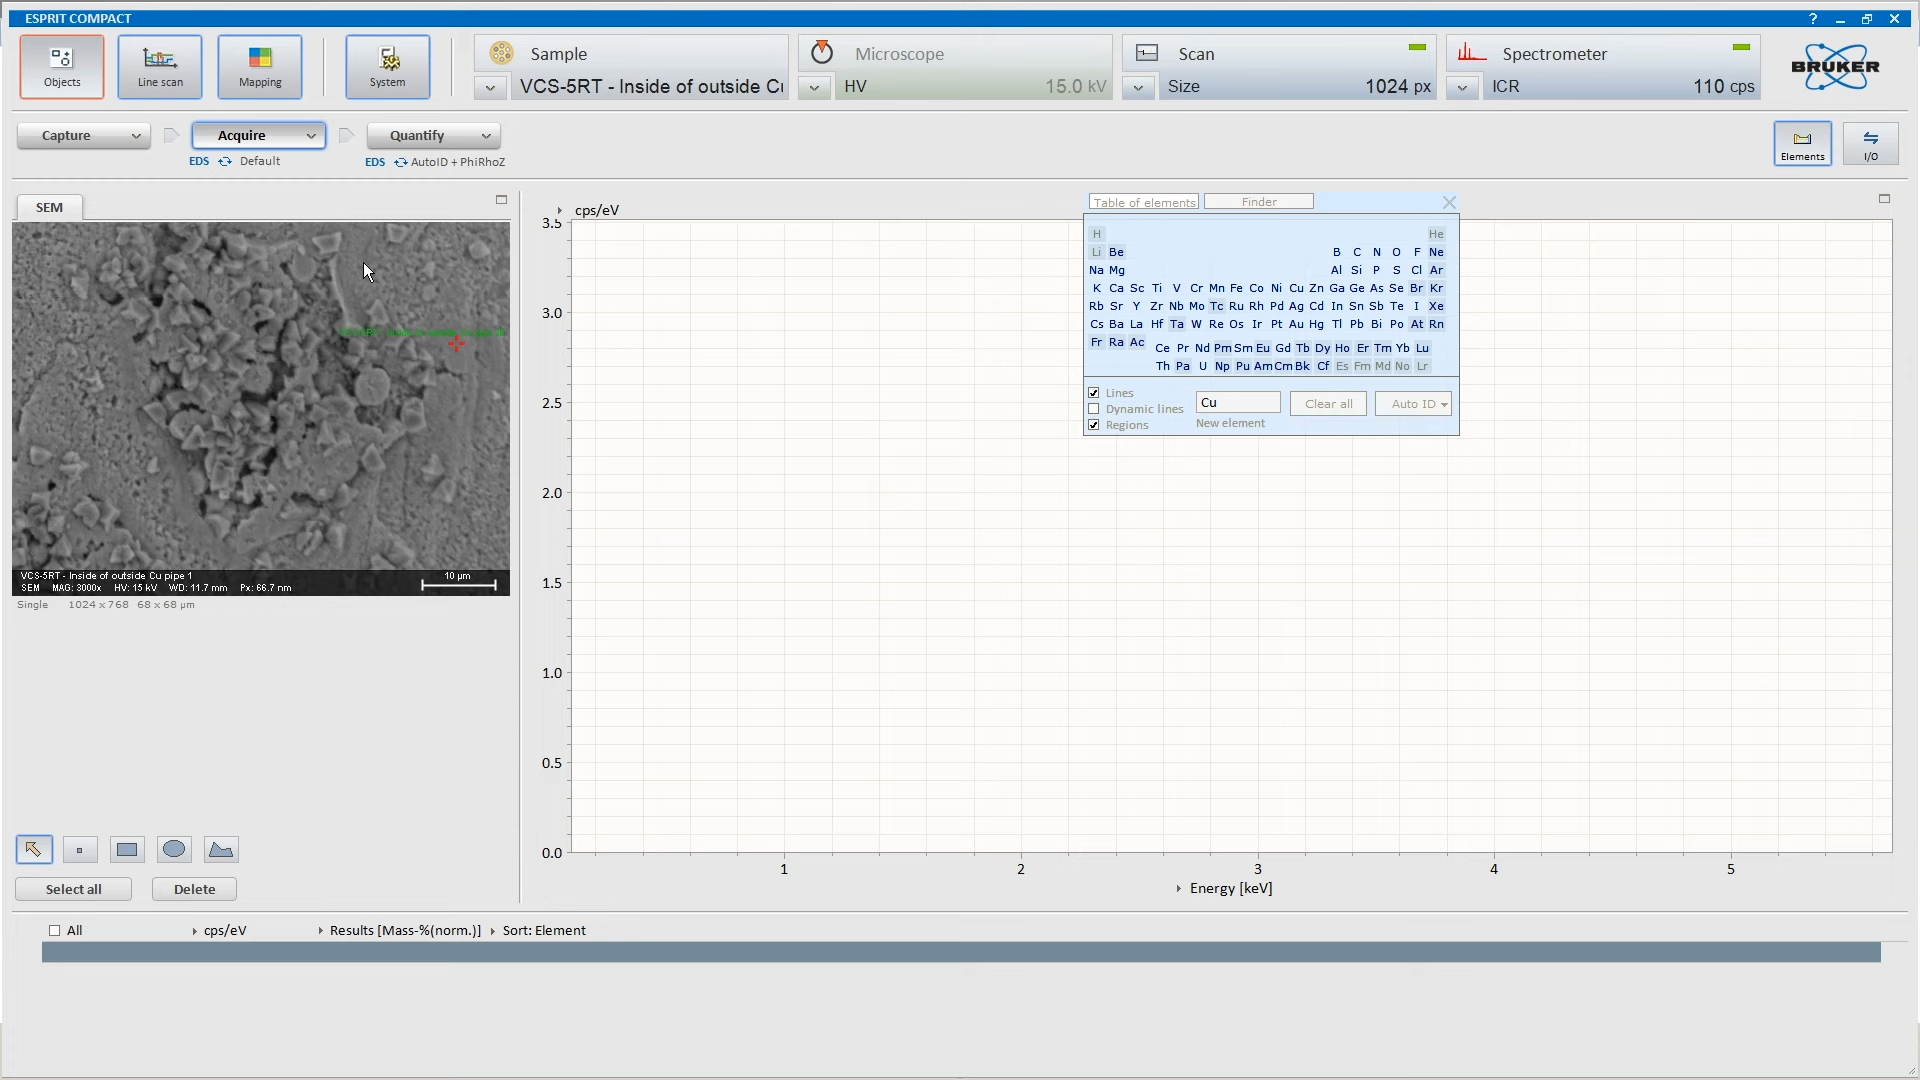 ESPRIT COMPACT
?
Objects
Line scan
Mapping
System
Sample
VCS-5RT - Inside of outside Cu
Microscope
HV 15.0 kV
Scan
Size 1024 px
Spectrometer
ICR 110 cps
BRUKER
Capture
Acquire
Quantify
EDS Default
EDS AutoID + PhiRhoZ
Elements
I/O
SEM
VCS-5RT - Inside of outside Cu pipe 1
SEM MAG: 3000x HV: 15 kV WD: 11.7 mm Px: 66.7 nm
10 µm
Single 1024 x 768 68 x 68 µm
Select all
Delete
cps/eV
3.5
3.0
2.5
2.0
1.5
1.0
0.5
0.0
1 2 3 4 5
Energy [keV]
Table of elements
Finder
H He
Li Be B C N O F Ne
Na Mg Al Si P S Cl Ar
K Ca Sc Ti V Cr Mn Fe Co Ni Cu Zn Ga Ge As Se Br Kr
Rb Sr Y Zr Nb Mo Tc Ru Rh Pd Ag Cd In Sn Sb Te I Xe
Cs Ba La Hf Ta W Re Os Ir Pt Au Hg Tl Pb Bi Po At Rn
Fr Ra Ac
Ce Pr Nd Pm Sm Eu Gd Tb Dy Ho Er Tm Yb Lu
Th Pa U Np Pu Am Cm Bk Cf Es Fm Md No Lr
Lines
Dynamic lines
Regions
Cu
New element
Clear all
Auto ID
All
cps/eV
Results [Mass-%(norm.)]
Sort: Element